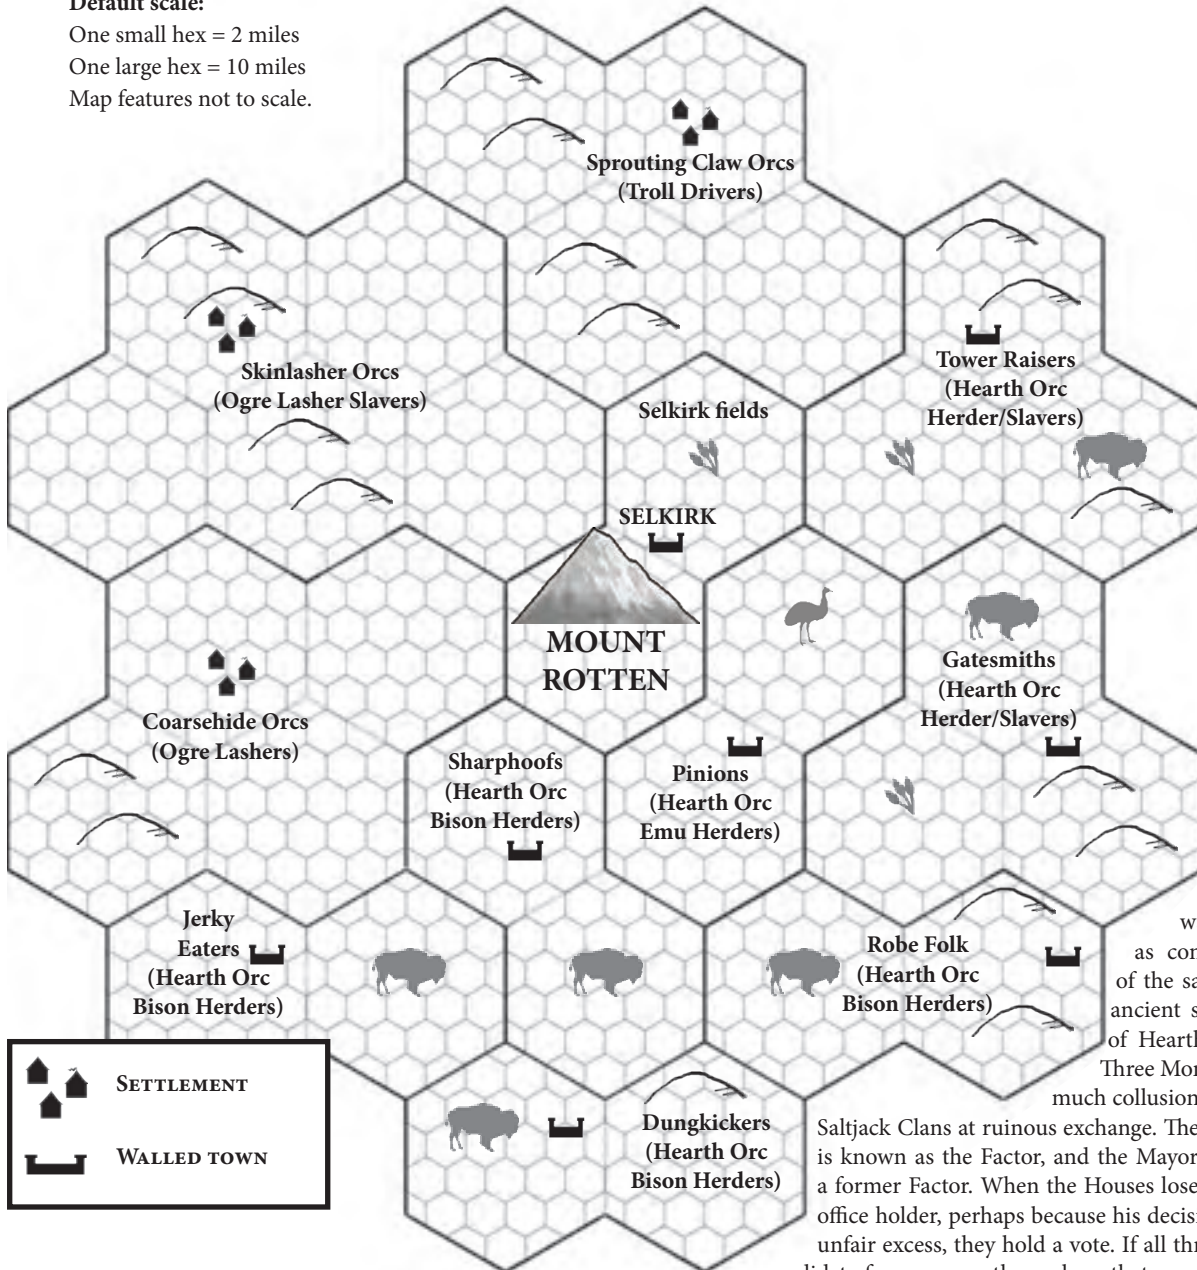 Default scale:
One small hex = 2 miles
One large hex = 10 miles
Map features not to scale.
Sprouting Claw Orcs
(Troll Drivers)
Skinlasher Orcs
(Ogre Lasher Slavers)
Tower Raisers
(Hearth Orc
Herder/Slavers)
Selkirk fields
SELKIRK
MOUNT
ROTTEN
Gatesmiths
(Hearth Orc
Herder/Slavers)
Coarsehide Orcs
(Ogre Lashers)
Sharphoofs
(Hearth Orc
Bison Herders)
Pinions
(Hearth Orc
Emu Herders)
Jerky
Eaters
(Hearth Orc
Bison Herders)
Robe Folk
(Hearth Orc
Bison Herders)
Dungkickers
(Hearth Orc
Bison Herders)
SETTLEMENT
WALLED TOWN
as
of the
ancient
of
Three
much collusion
Saltjack Clans at ruinous exchange. The
is known as the Factor, and the Mayor
a former Factor. When the Houses lose
office holder, perhaps because his
unfair excess, they hold a vote. If all